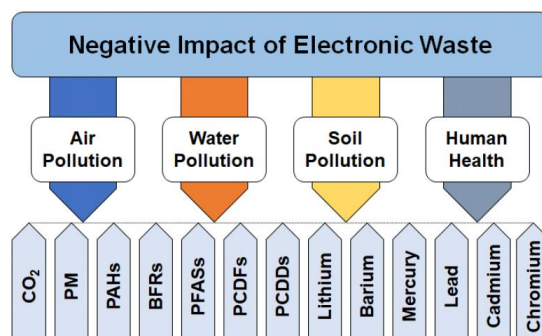 Negative Impact of Electronic Waste
Air
Pollution
Water
Pollution
Soil
Pollution
Human
Health
CO₂
PM
PAHs
BFRs
PFASs
PCDFs
PCDDs
Lithium
Barium
Mercury
Lead
Cadmium
Chromium